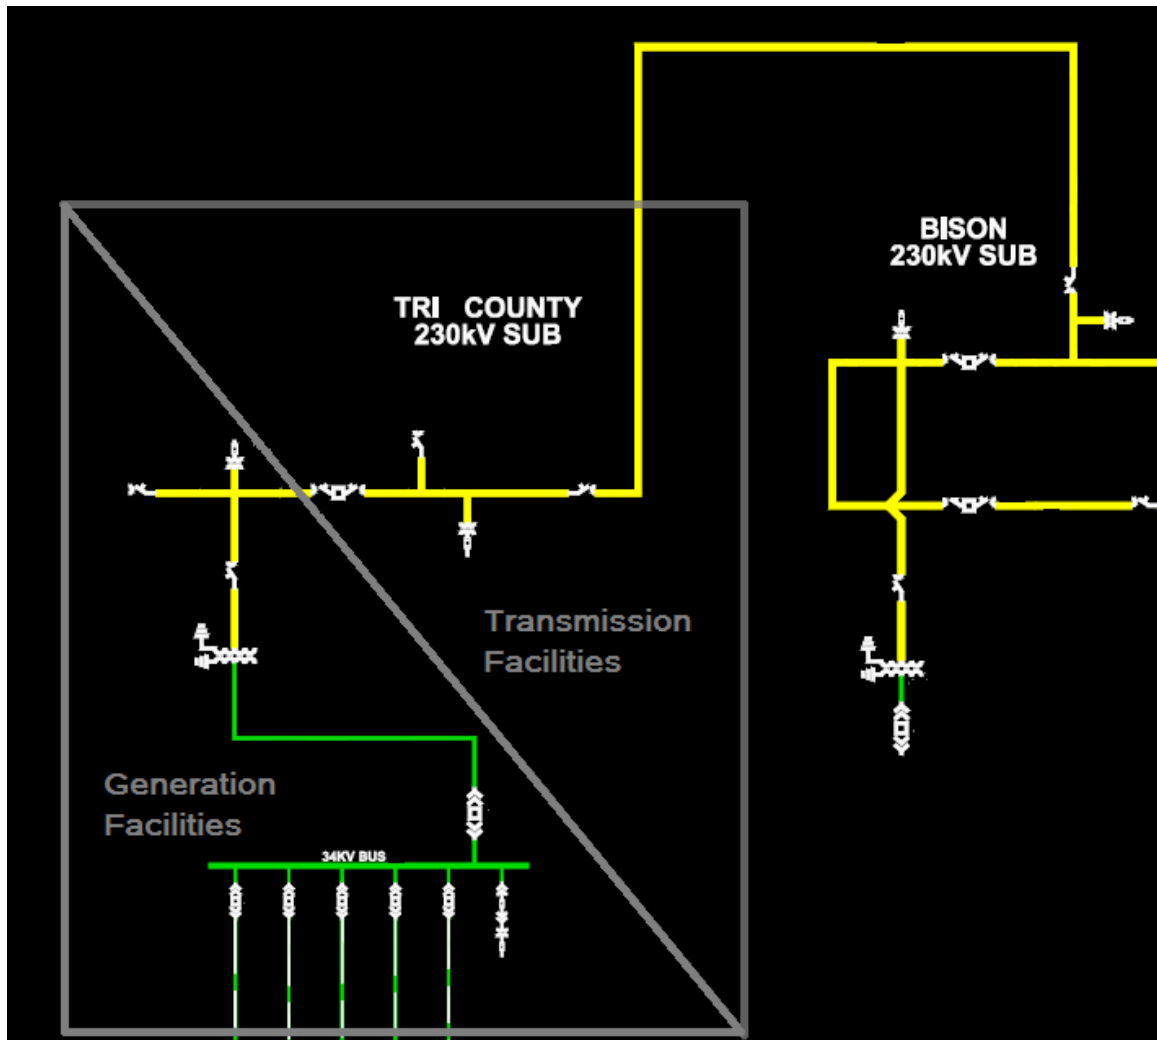 BISON
230kV SUB
TRI COUNTY
230kV SUB
Transmission
Facilities
Generation
Facilities
34KV BUS